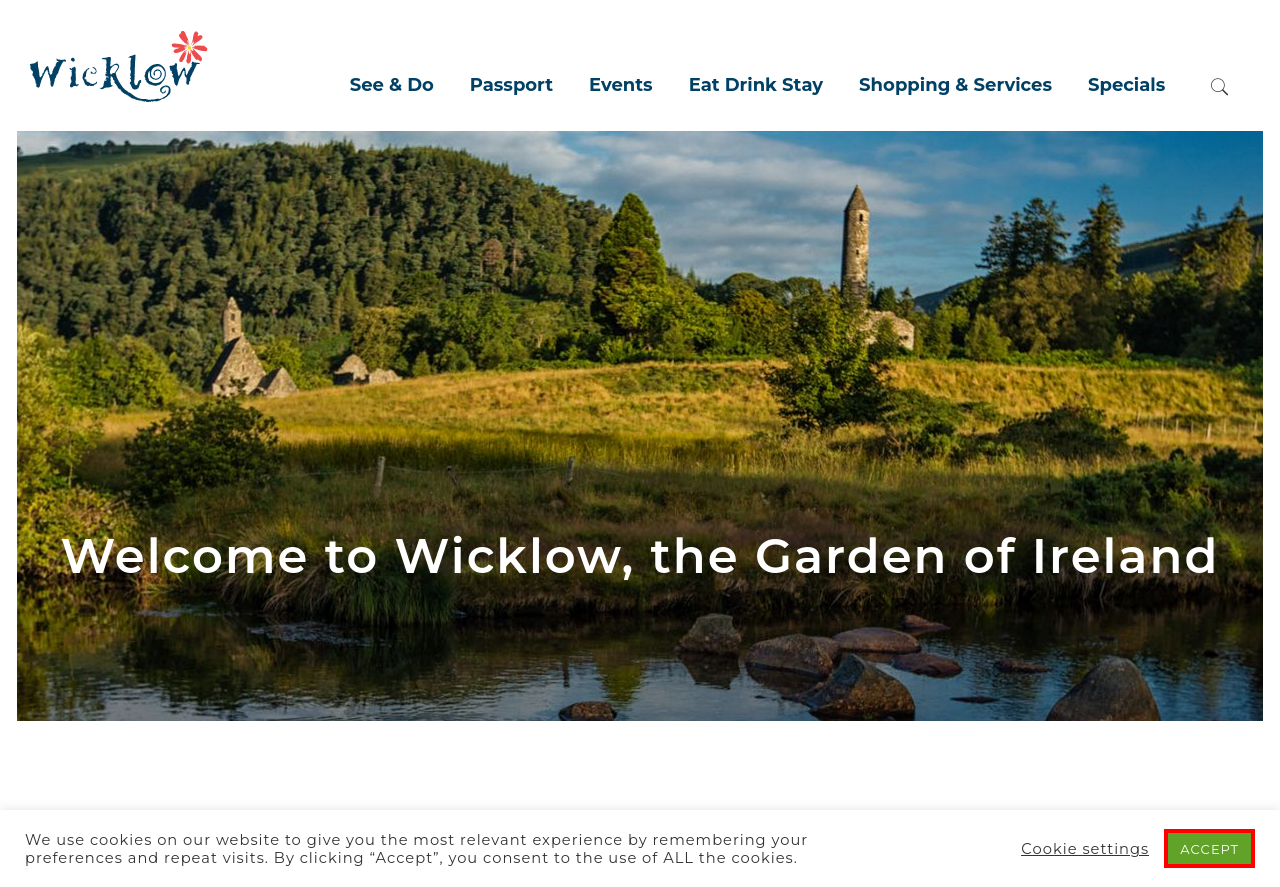 Wicklow
See & Do Passport Events Eat Drink Stay Shopping & Services Specials
Welcome to Wicklow, the Garden of Ireland
We use cookies on our website to give you the most relevant experience by remembering your
preferences and repeat visits. By clicking “Accept”, you consent to the use of ALL the cookies.
Cookie settings
ACCEPT